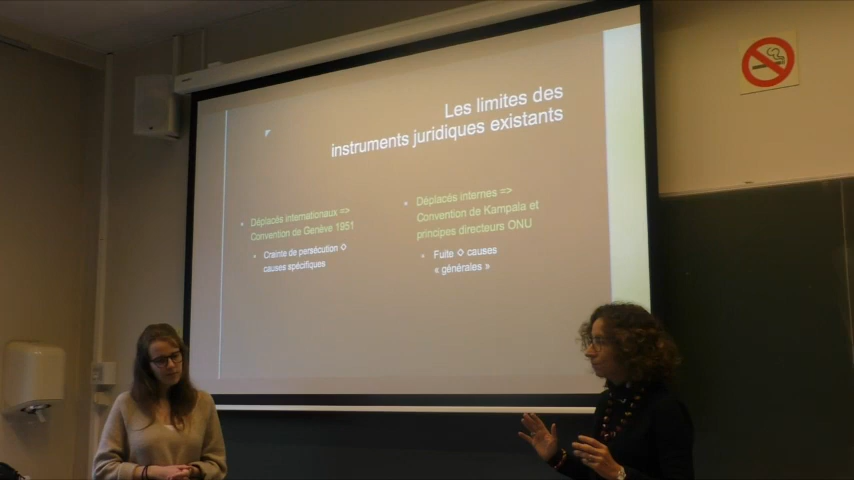 Les limites des
instruments juridiques existants
Déplacés internationaux =>
Convention de Genève 1951
Crainte de persécution ◇
causes spécifiques
Déplacés internes =>
Convention de Kampala et
principes directeurs ONU
Fuite ◇ causes
« générales »